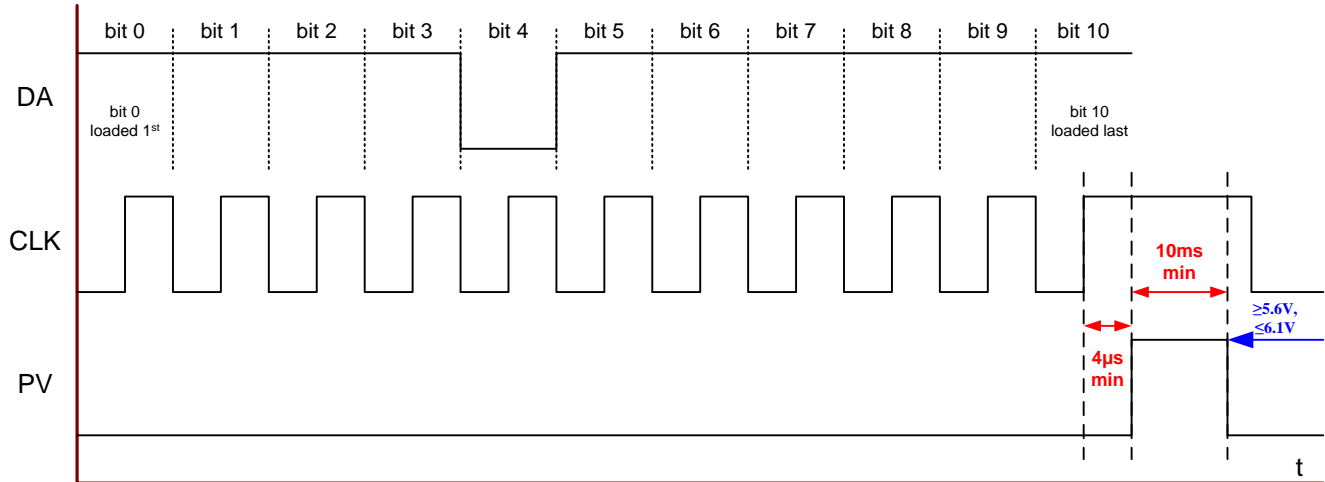 bit 0 bit 1 bit 2 bit 3 bit 4 bit 5 bit 6 bit 7 bit 8 bit 9 bit 10
DA
bit 0
loaded 1st
bit 10
loaded last
CLK
10ms
min
≥5.6V,
≤6.1V
4µs
min
PV
t